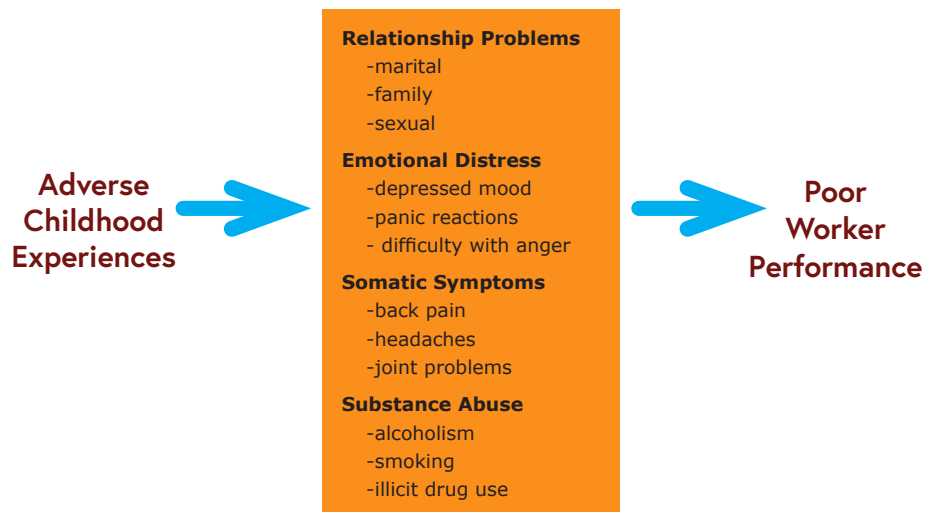 Adverse
Childhood
Experiences
Relationship Problems
-marital
-family
-sexual
Emotional Distress
-depressed mood
-panic reactions
- difficulty with anger
Somatic Symptoms
-back pain
-headaches
-joint problems
Substance Abuse
-alcoholism
-smoking
-illicit drug use
Poor
Worker
Performance